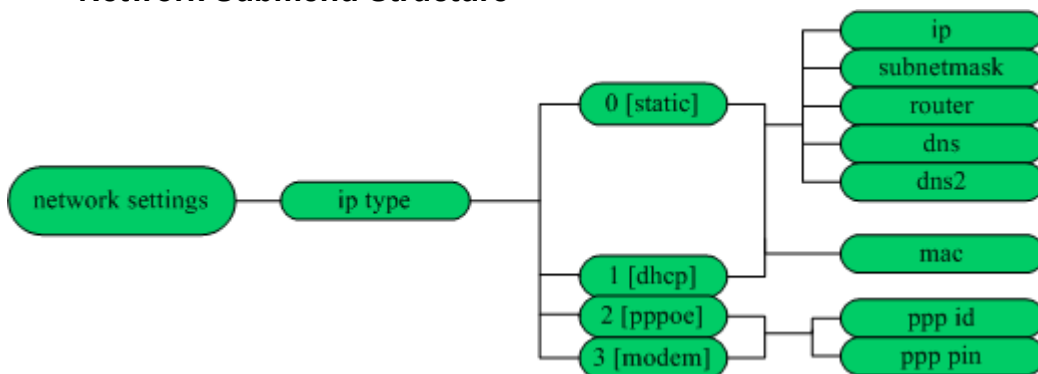 Network Submenu Structure
network settings
ip type
0 [static]
1 [dhcp]
2 [pppoe]
3 [modem]
ip
subnetmask
router
dns
dns2
mac
ppp id
ppp pin